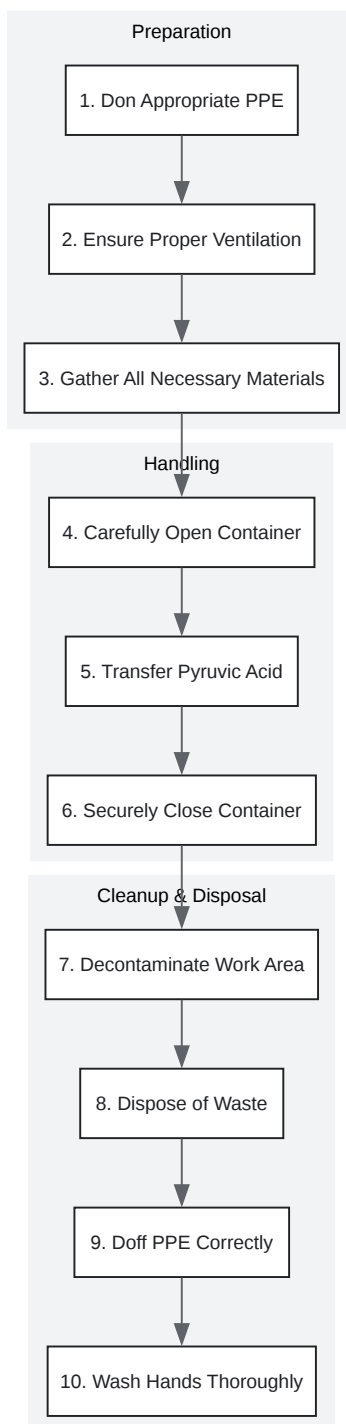 Preparation
1. Don Appropriate PPE
2. Ensure Proper Ventilation
3. Gather All Necessary Materials
Handling
4. Carefully Open Container
5. Transfer Pyruvic Acid
6. Securely Close Container
Cleanup & Disposal
7. Decontaminate Work Area
8. Dispose of Waste
9. Doff PPE Correctly
10. Wash Hands Thoroughly